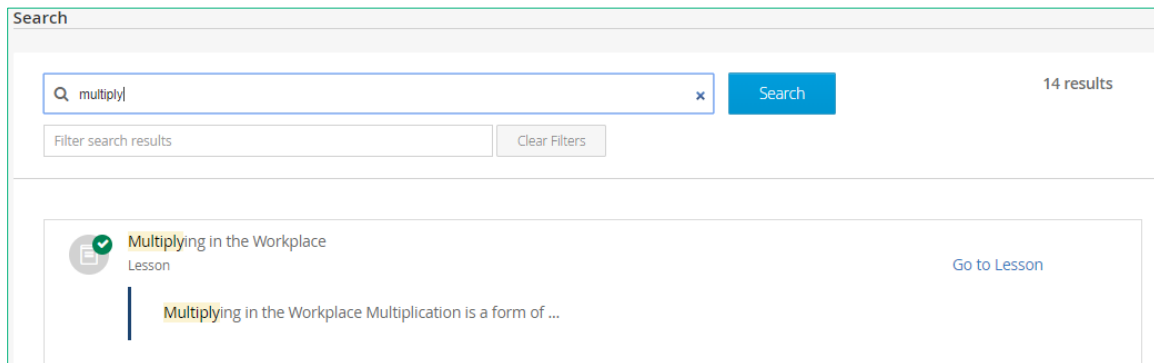 Search
multiply
Search
14 results
Filter search results
Clear Filters
Multiplying in the Workplace
Lesson
Go to Lesson
Multiplying in the Workplace Multiplication is a form of ...